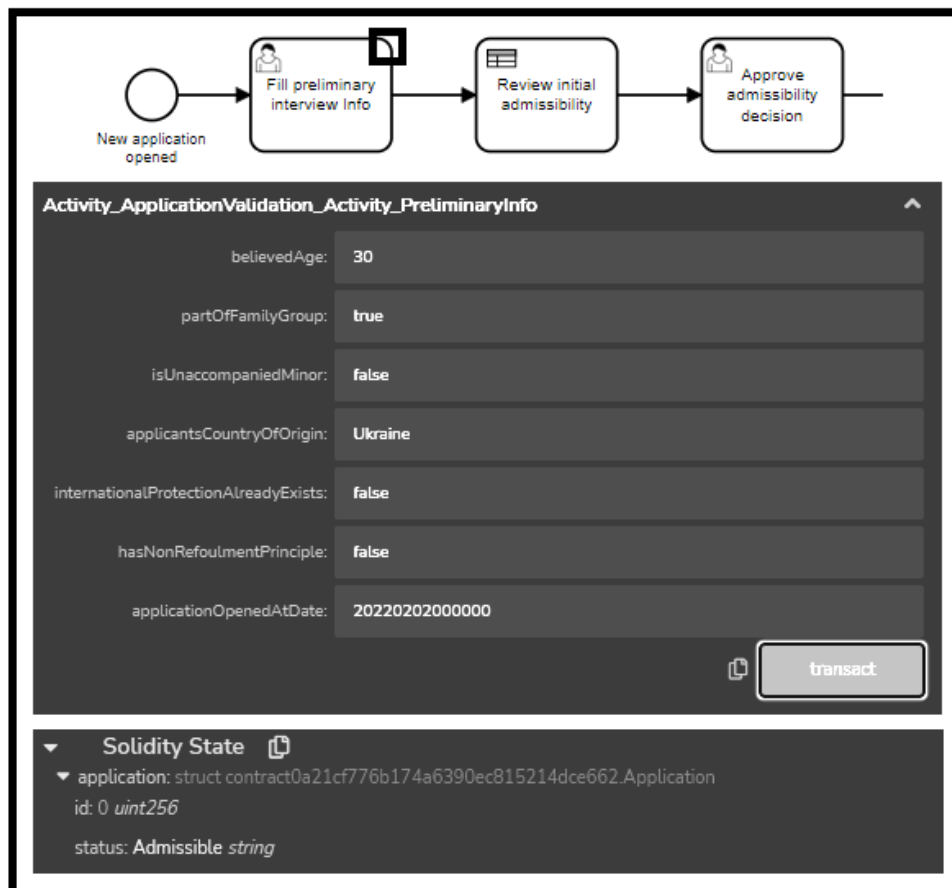 Fill preliminary
interview Info
Review initial
admissibility
Approve
admissibility
decision
New application
opened
Activity_ApplicationValidation_Activity_PreliminaryInfo
believedAge: 30
partOfFamilyGroup: true
isUnaccompaniedMinor: false
applicantsCountryOfOrigin: Ukraine
internationalProtectionAlreadyExists: false
hasNonRefoulmentPrinciple: false
applicationOpenedAtDate: 20220202000000
transact
Solidity State
application: struct contract0a21cf776b174a6390ec815214dce662.Application
id: 0 uint256
status: Admissible string